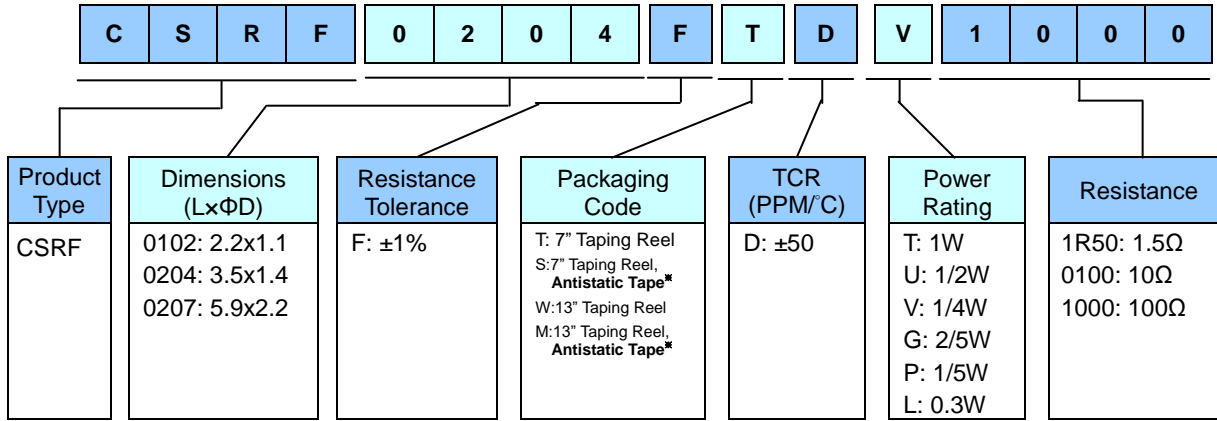 C S R F 0 2 0 4 F T D V 1 0 0 0
Product Type
CSRF
Dimensions (L×ΦD)
0102: 2.2x1.1
0204: 3.5x1.4
0207: 5.9x2.2
Resistance Tolerance
F: ±1%
Packaging Code
T: 7” Taping Reel
S:7” Taping Reel,
Antistatic Tape※
W:13” Taping Reel
M:13” Taping Reel,
Antistatic Tape※
TCR (PPM/℃)
D: ±50
Power Rating
T: 1W
U: 1/2W
V: 1/4W
G: 2/5W
P: 1/5W
L: 0.3W
Resistance
1R50: 1.5Ω
0100: 10Ω
1000: 100Ω